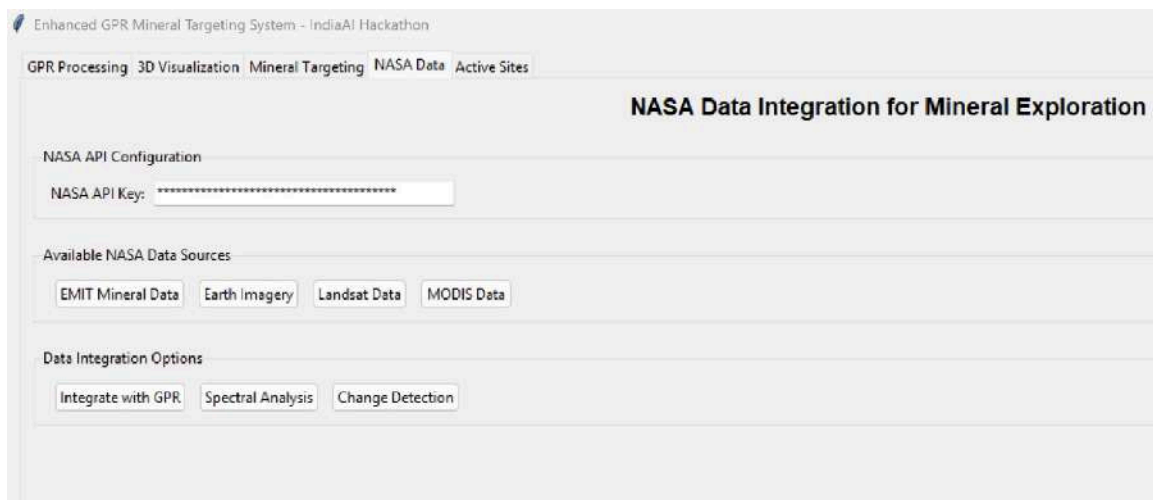 Enhanced GPR Mineral Targeting System - IndiaAI Hackathon
GPR Processing 3D Visualization Mineral Targeting NASA Data Active Sites
NASA Data Integration for Mineral Exploration
NASA API Configuration
NASA API Key: ****************************************
Available NASA Data Sources
EMIT Mineral Data Earth Imagery Landsat Data MODIS Data
Data Integration Options
Integrate with GPR Spectral Analysis Change Detection